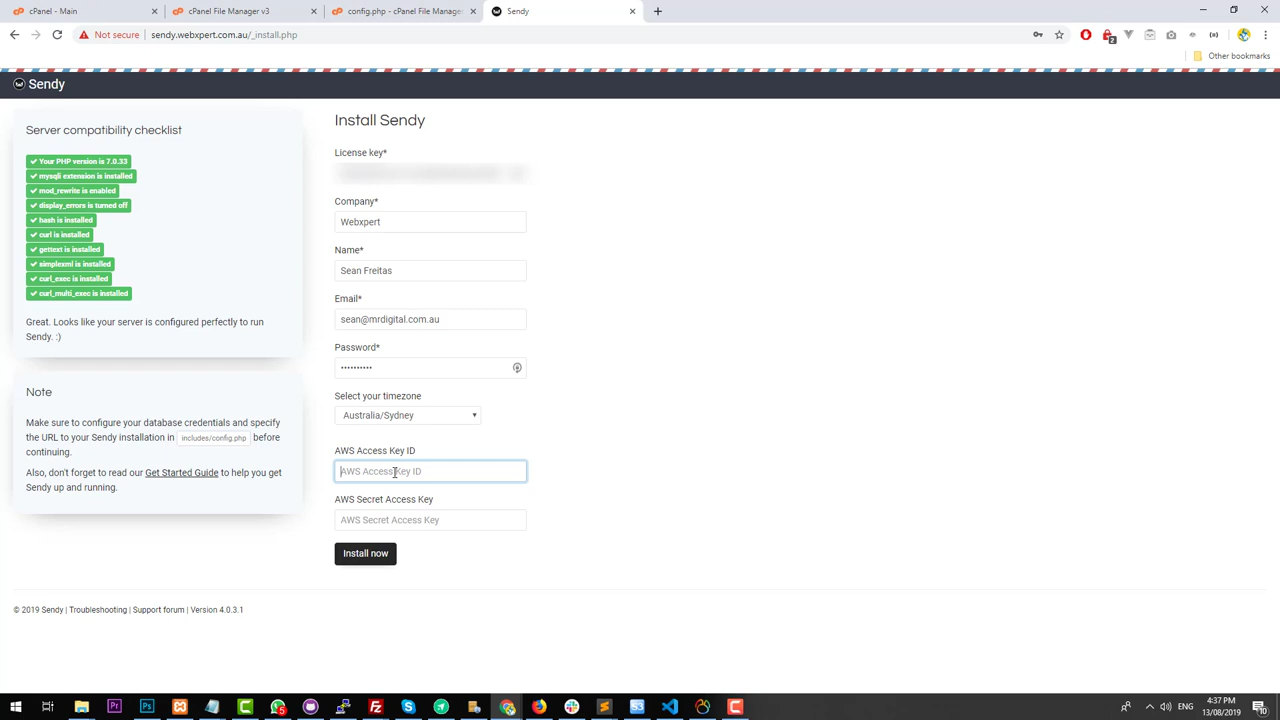 cPanel - Main
cPanel File Manager v3
config.php - cPanel File Manage
Sendy
Not secure
sendy.webxpert.com.au/_install.php
Other bookmarks
Sendy
Server compatibility checklist
Your PHP version is 7.0.33
mysqli extension is installed
mod_rewrite is enabled
display_errors is turned off
hash is installed
curl is installed
gettext is installed
simplexml is installed
curl_exec is installed
curl_multi_exec is installed
Great. Looks like your server is configured perfectly to run
Sendy. :)
Note
Make sure to configure your database credentials and specify
the URL to your Sendy installation in includes/config.php before
continuing.
Also, don't forget to read our Get Started Guide to help you get
Sendy up and running.
Install Sendy
License key*
Company*
Webxpert
Name*
Sean Freitas
Email*
sean@mrdigital.com.au
Password*
••••••••••
Select your timezone
Australia/Sydney
AWS Access Key ID
AWS Access Key ID
AWS Secret Access Key
AWS Secret Access Key
Install now
© 2019 Sendy | Troubleshooting | Support forum | Version 4.0.3.1
ENG
4:37 PM
13/08/2019